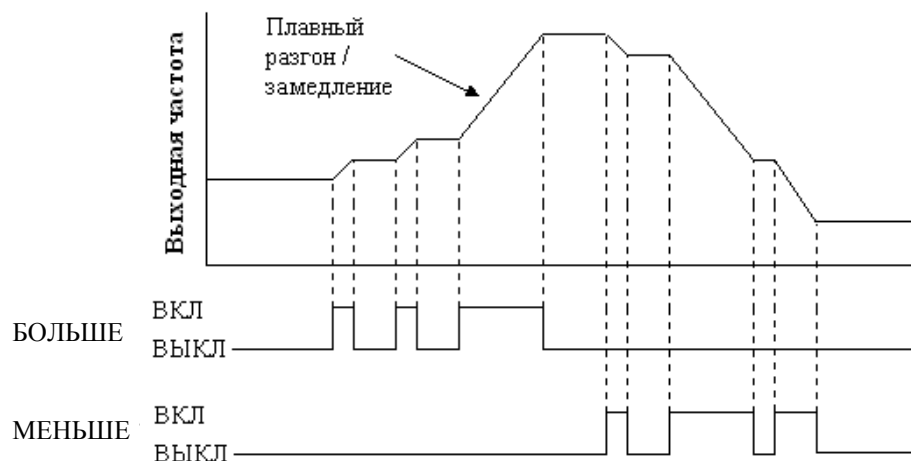 Плавный
разгон /
замедление
Выходная частота
БОЛЬШЕ
ВКЛ
ВЫКЛ
МЕНЬШЕ
ВКЛ
ВЫКЛ